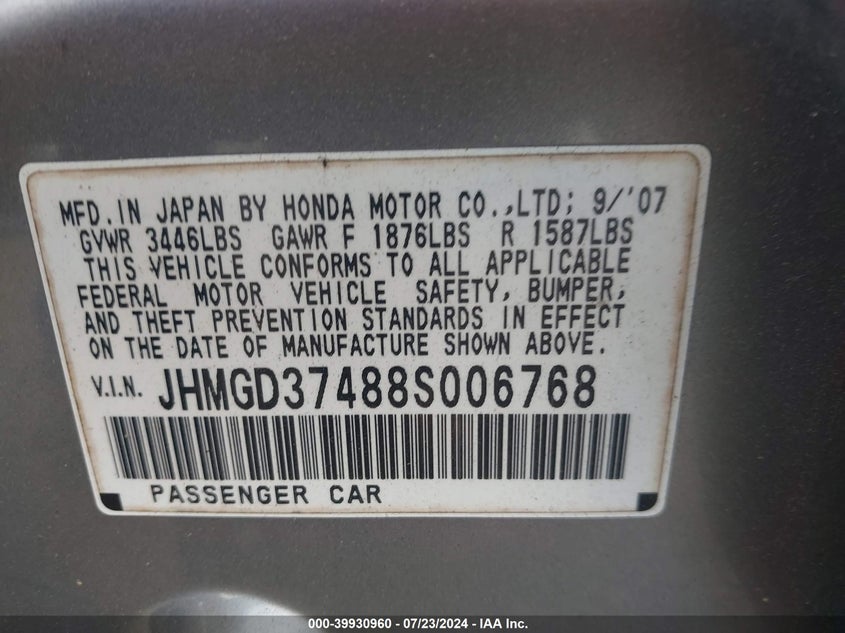 MFD. IN JAPAN BY HONDA MOTOR CO.,LTD; 9/'07
GVWR 3446LBS GAWR F 1876LBS R 1587LBS
THIS VEHICLE CONFORMS TO ALL APPLICABLE
FEDERAL MOTOR VEHICLE SAFETY, BUMPER,
AND THEFT PREVENTION STANDARDS IN EFFECT
ON THE DATE OF MANUFACTURE SHOWN ABOVE.
V.I.N. JHMGD37488S006768
PASSENGER CAR
000-39930960 - 07/23/2024 - IAA Inc.